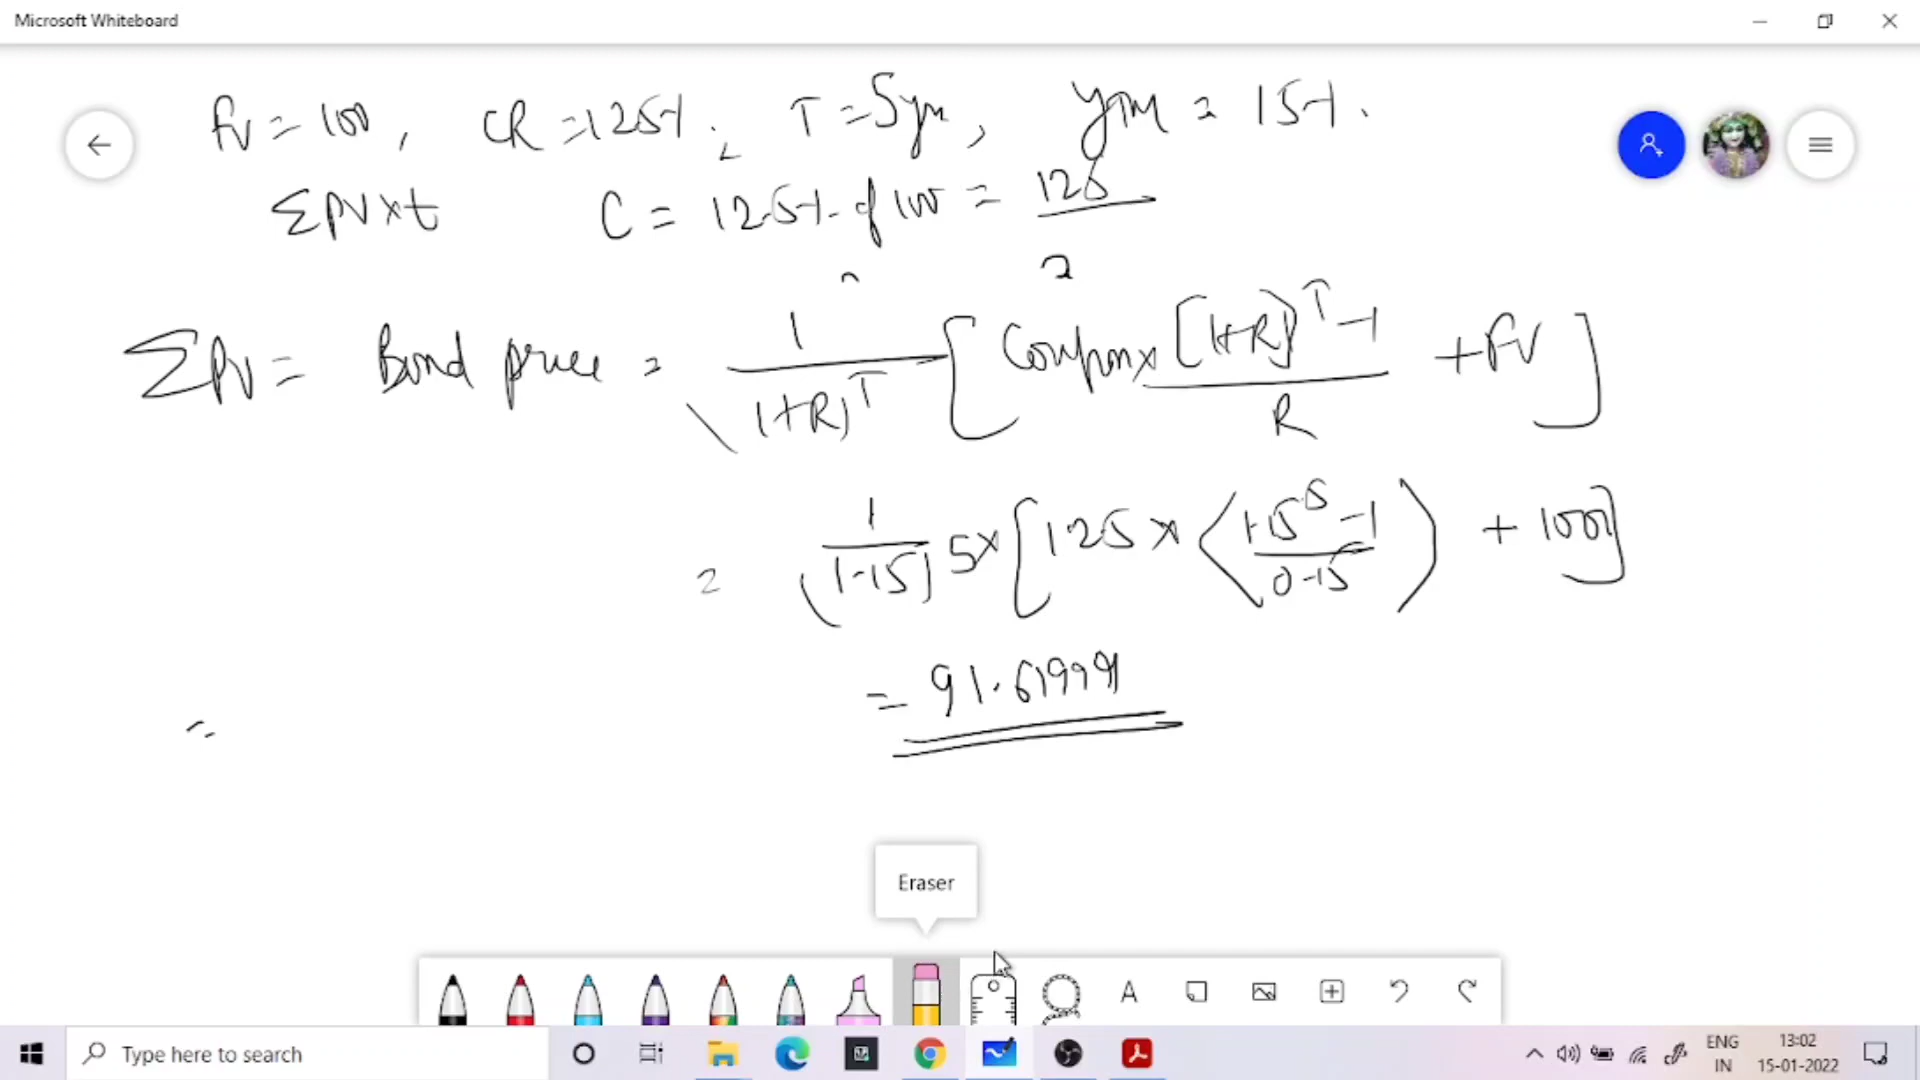 Microsoft Whiteboard
FV = 100, CR = 12.5%, T = 5yr, YTM = 15%.
ΣPV×t C = 12.5% of 100 = 12.5
ΣPV = Bond price = 1/(1+R)^T [Coupon × [1+R]^T - 1 / R + FV]
= 1/(1.15)5 × [12.5 × (1.15^5 - 1 / 0.15) + 100]
= 91.61999
=
Eraser
A
Type here to search
ENG
IN
13:02
15-01-2022